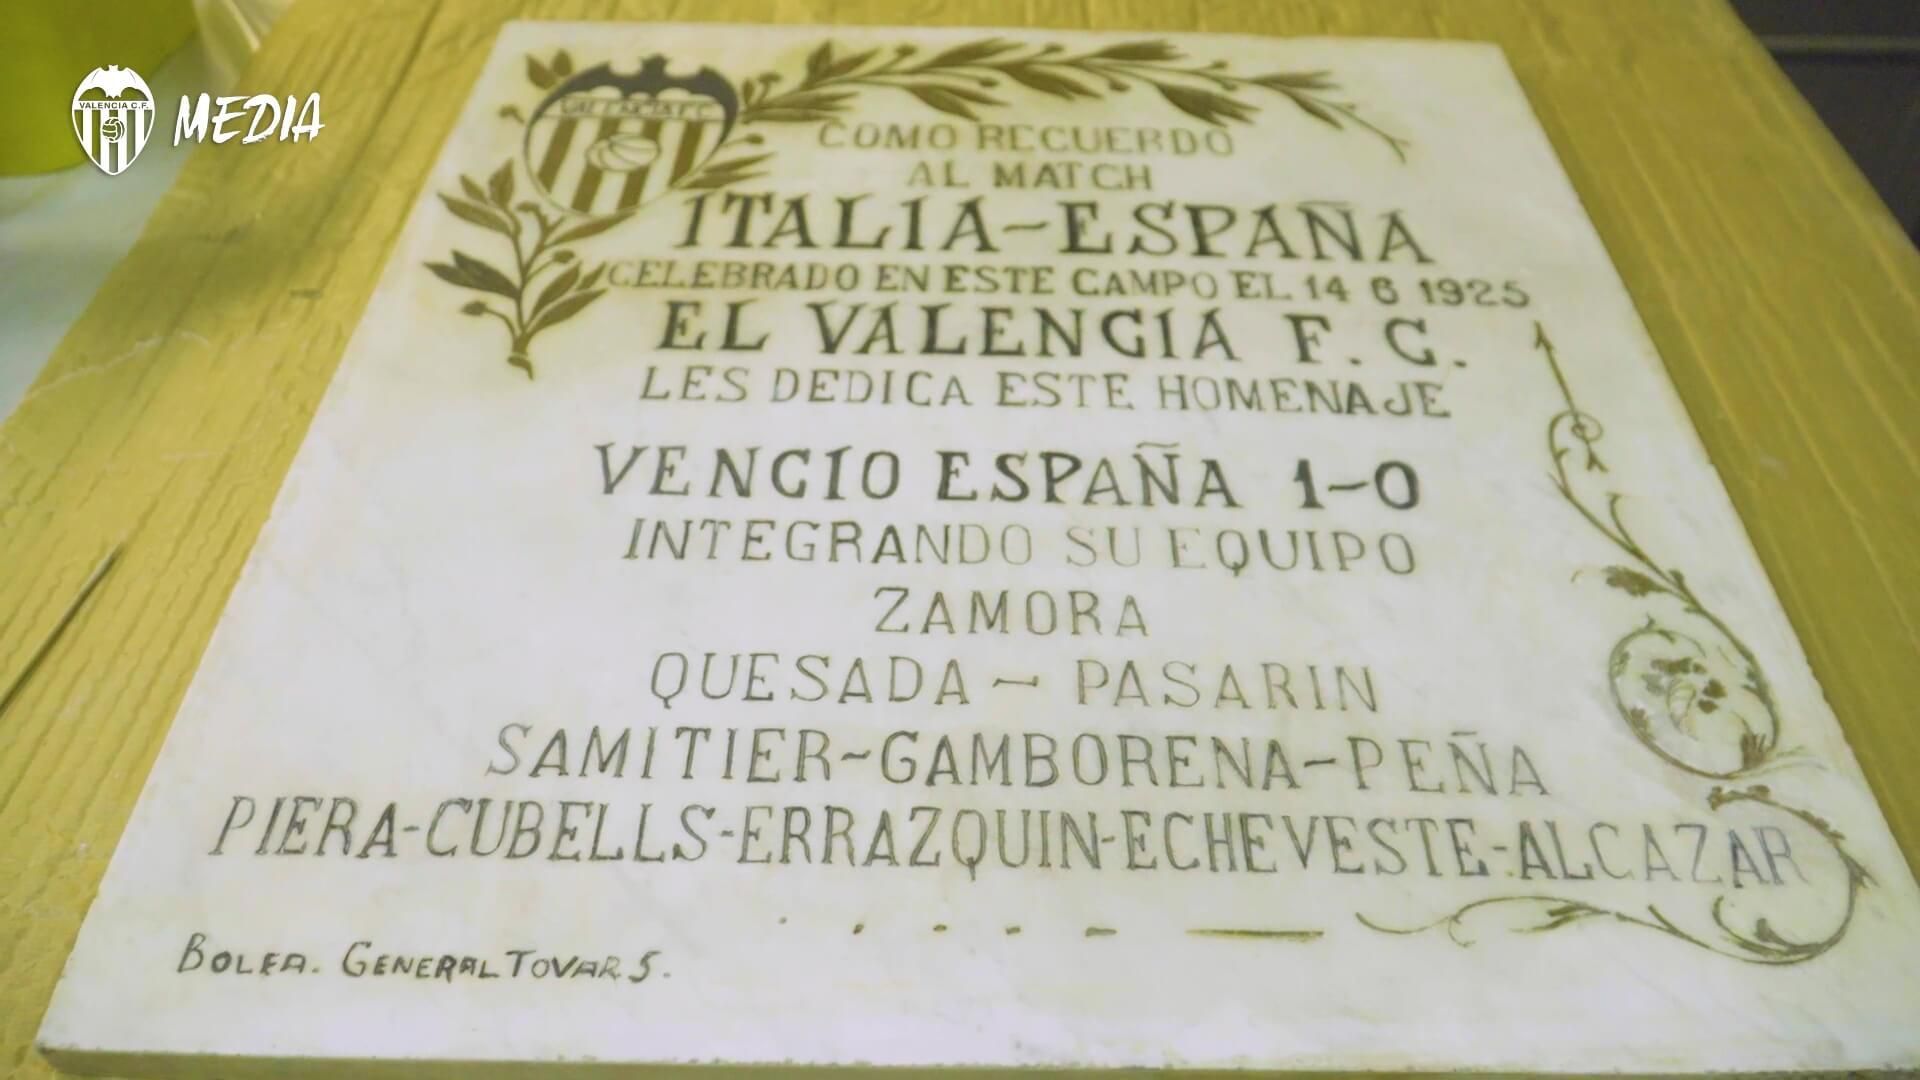 VALENCIA C.F.
MEDIA
VALENCIA F.C.
COMO RECUERDO
AL MATCH
ITALIA-ESPAÑA
CELEBRADO EN ESTE CAMPO EL 14 6 1925
EL VALENCIA F.C.
LES DEDICA ESTE HOMENAJE
VENCIO ESPAÑA 1-0
INTEGRANDO SU EQUIPO
ZAMORA
QUESADA - PASARIN
SAMITIER-GAMBORENA-PEÑA
PIERA-CUBELLS-ERRAZQUIN-ECHEVESTE-ALCAZAR
BOLEA. GENERAL TOVAR 5.